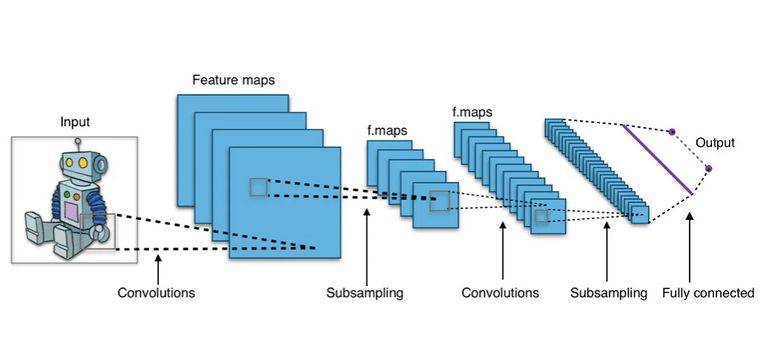 Input
Feature maps
f.maps
f.maps
Output
Convolutions
Subsampling
Convolutions
Subsampling
Fully connected